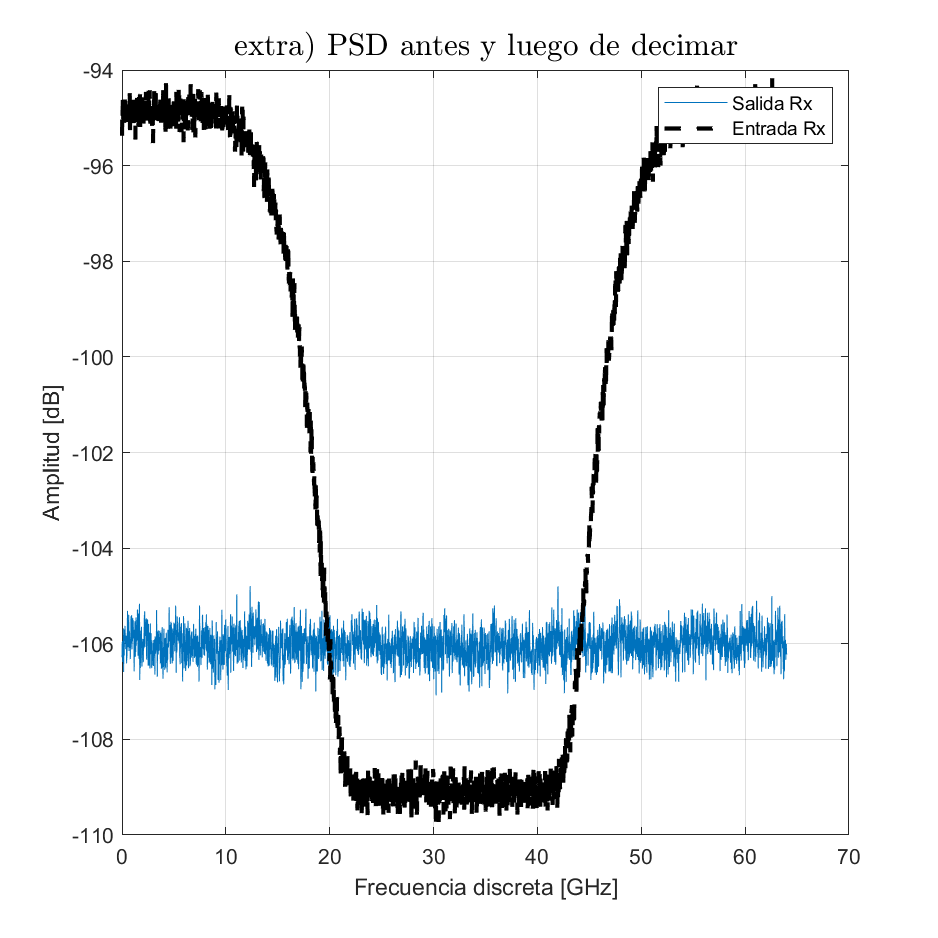 extra) PSD antes y luego de decimar
Salida Rx
Entrada Rx
Amplitud [dB]
-94
-96
-98
-100
-102
-104
-106
-108
-110
0 10 20 30 40 50 60 70
Frecuencia discreta [GHz]